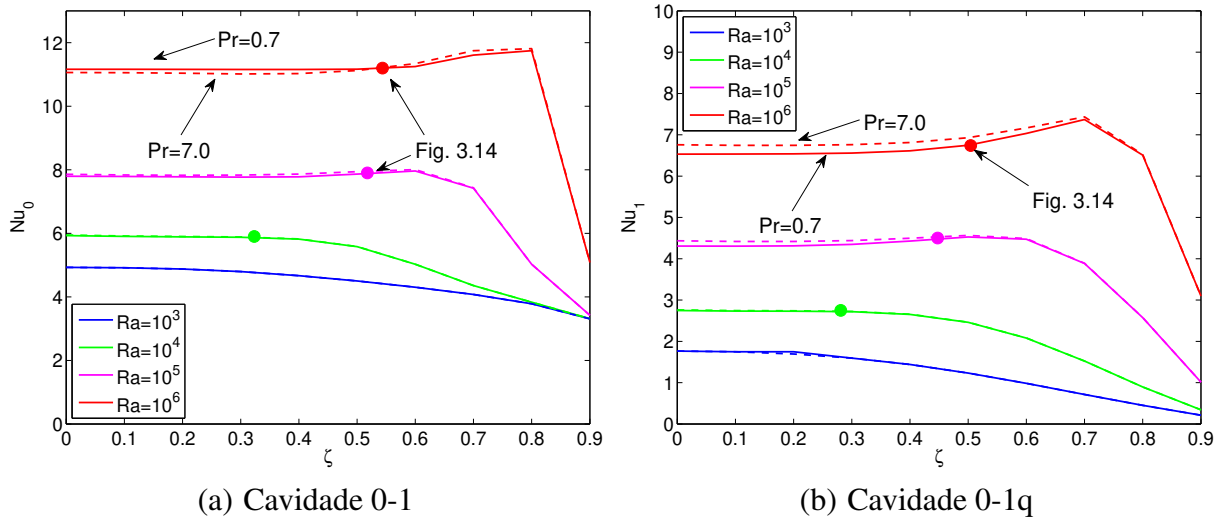 12
10
8
6
4
2
0
Nu0
Pr=0.7
Pr=7.0
Fig. 3.14
Ra=10^3
Ra=10^4
Ra=10^5
Ra=10^6
0 0.1 0.2 0.3 0.4 0.5 0.6 0.7 0.8 0.9
ζ
(a) Cavidade 0-1
10
9
8
7
6
5
4
3
2
1
0
Nu1
Ra=10^3
Ra=10^4
Ra=10^5
Ra=10^6
Pr=7.0
Pr=0.7
Fig. 3.14
0 0.1 0.2 0.3 0.4 0.5 0.6 0.7 0.8 0.9
ζ
(b) Cavidade 0-1q